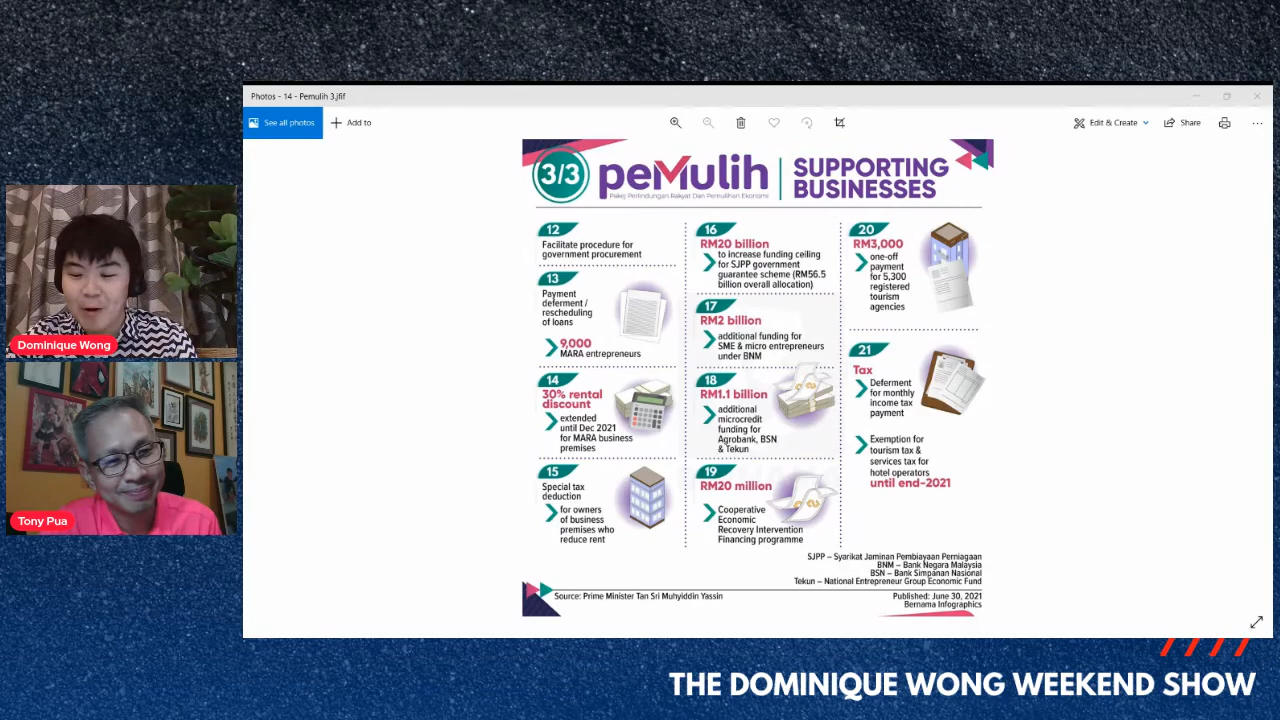 Photos - 14 - Pemulih 3.jfif
See all photos
Add to
Edit & Create
Share
3/3
peMulih
Pakej Perlindungan Rakyat Dan Pemulihan Ekonomi
SUPPORTING
BUSINESSES
12
Facilitate procedure for
government procurement
13
Payment
deferment /
rescheduling
of loans
9,000
MARA entrepreneurs
14
30% rental
discount
extended
until Dec 2021
for MARA business
premises
15
Special tax
deduction
for owners
of business
premises who
reduce rent
16
RM20 billion
to increase funding ceiling
for SJPP government
guarantee scheme (RM56.5
billion overall allocation)
17
RM2 billion
additional funding for
SME & micro entrepreneurs
under BNM
18
RM1.1 billion
additional
microcredit
funding for
Agrobank, BSN
& Tekun
19
RM20 million
Cooperative
Economic
Recovery Intervention
Financing programme
20
RM3,000
one-off
payment
for 5,300
registered
tourism
agencies
21
Tax
Deferment
for monthly
income tax
payment
Exemption for
tourism tax &
services tax for
hotel operators
until end-2021
SJPP – Syarikat Jaminan Pembiayaan Perniagaan
BNM – Bank Negara Malaysia
BSN – Bank Simpanan Nasional
Tekun – National Entrepreneur Group Economic Fund
Source: Prime Minister Tan Sri Muhyiddin Yassin
Published: June 30, 2021
Bernama Infographics
Dominique Wong
Tony Pua
THE DOMINIQUE WONG WEEKEND SHOW